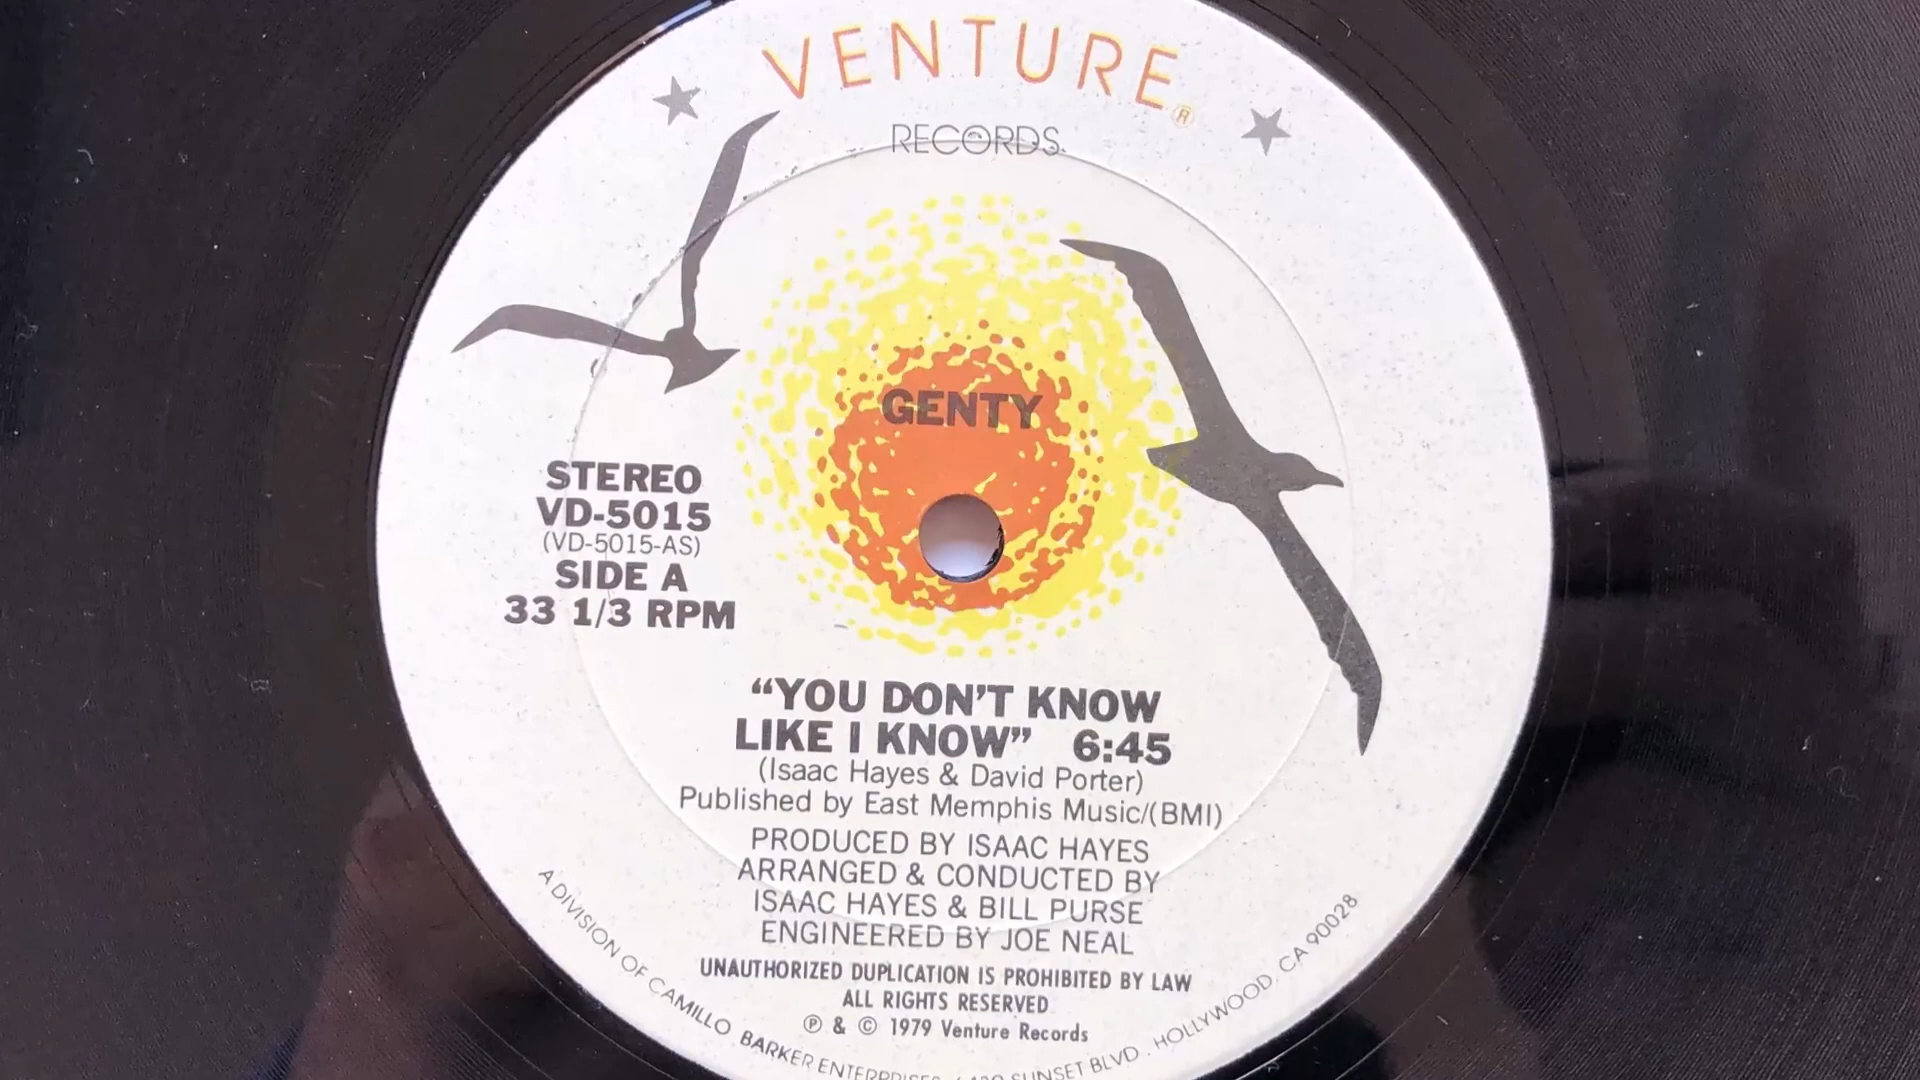 VENTURE®
RECORDS
GENTY
STEREO
VD-5015
(VD-5015-AS)
SIDE A
33 1/3 RPM
“YOU DON’T KNOW
LIKE I KNOW” 6:45
(Isaac Hayes & David Porter)
Published by East Memphis Music/(BMI)
PRODUCED BY ISAAC HAYES
ARRANGED & CONDUCTED BY
ISAAC HAYES & BILL PURSE
ENGINEERED BY JOE NEAL
UNAUTHORIZED DUPLICATION IS PROHIBITED BY LAW
ALL RIGHTS RESERVED
℗ & © 1979 Venture Records
A DIVISION OF CAMILLO BARKER ENTERPRISES, SUNSET BLVD., HOLLYWOOD, CA 90028